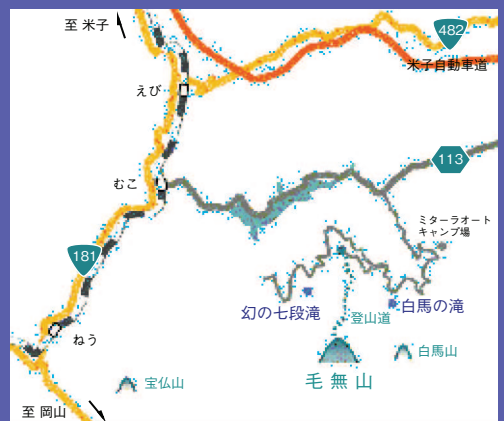 至 米子
482
米子自動車道
えび
113
むこ
ミターラオート
キャンプ場
181
幻の七段滝
白馬の滝
登山道
ねう
白馬山
毛無山
宝仏山
至 岡山